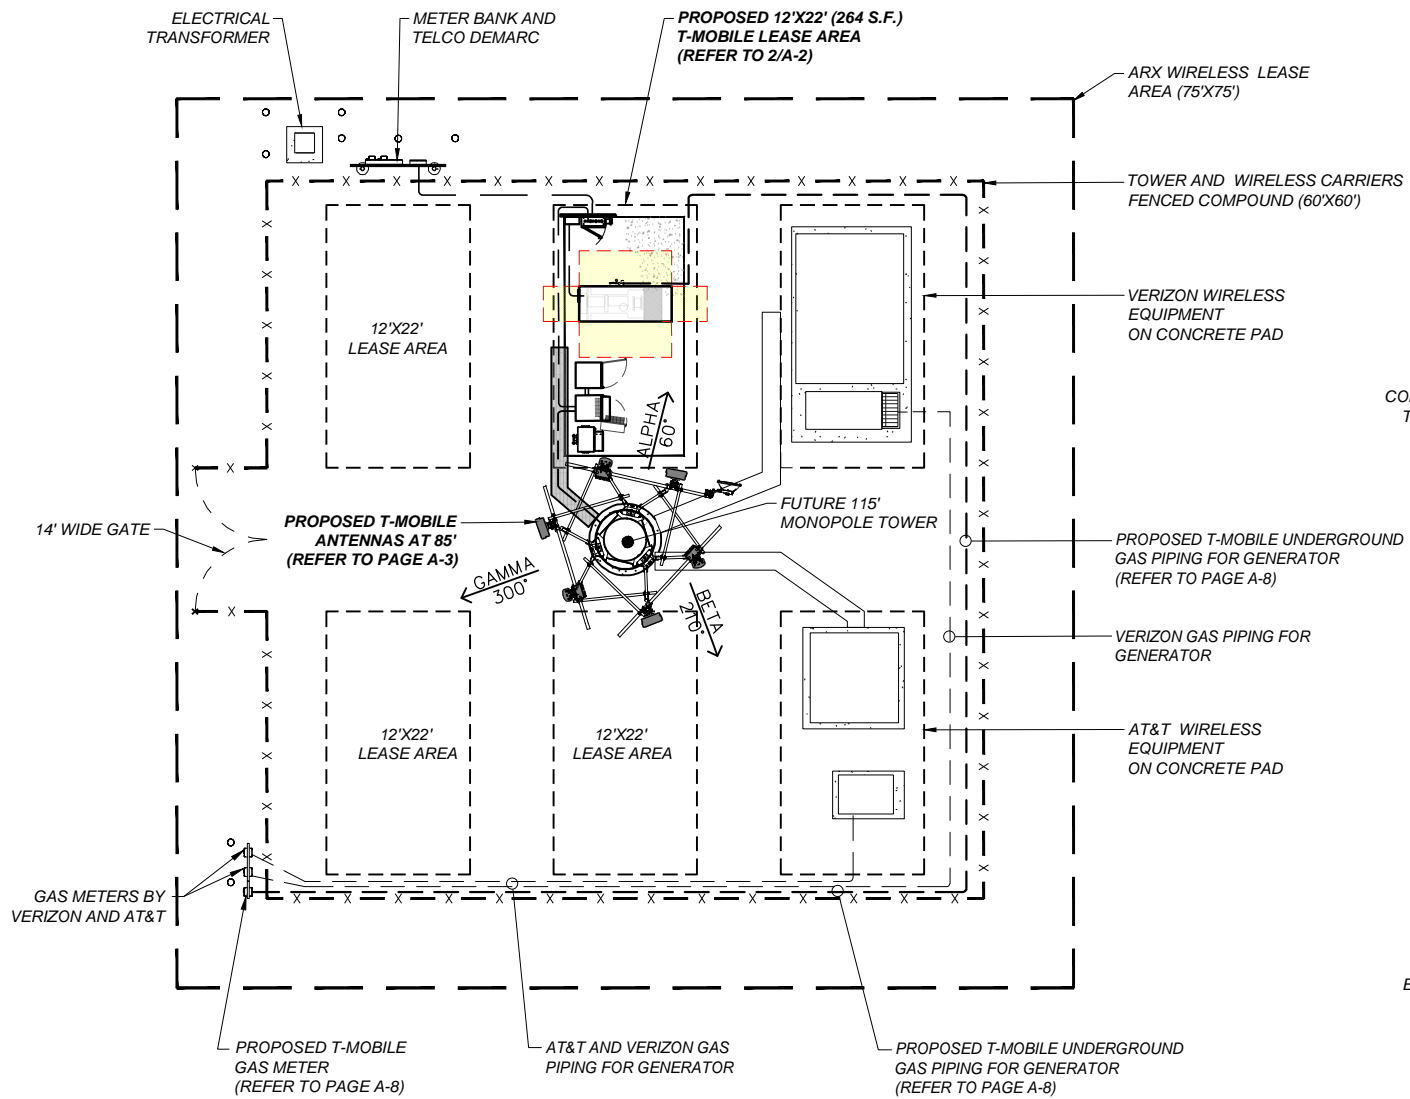 ELECTRICAL
TRANSFORMER
METER BANK AND
TELCO DEMARC
PROPOSED 12'X22' (264 S.F.)
T-MOBILE LEASE AREA
(REFER TO 2/A-2)
ARX WIRELESS LEASE
AREA (75'X75')
TOWER AND WIRELESS CARRIERS
FENCED COMPOUND (60'X60')
VERIZON WIRELESS
EQUIPMENT
ON CONCRETE PAD
12'X22'
LEASE AREA
ALPHA
60°
14' WIDE GATE
PROPOSED T-MOBILE
ANTENNAS AT 85'
(REFER TO PAGE A-3)
FUTURE 115'
MONOPOLE TOWER
GAMMA
300°
BETA
210°
PROPOSED T-MOBILE UNDERGROUND
GAS PIPING FOR GENERATOR
(REFER TO PAGE A-8)
VERIZON GAS PIPING FOR
GENERATOR
12'X22'
LEASE AREA
12'X22'
LEASE AREA
AT&T WIRELESS
EQUIPMENT
ON CONCRETE PAD
GAS METERS BY
VERIZON AND AT&T
PROPOSED T-MOBILE
GAS METER
(REFER TO PAGE A-8)
AT&T AND VERIZON GAS
PIPING FOR GENERATOR
PROPOSED T-MOBILE UNDERGROUND
GAS PIPING FOR GENERATOR
(REFER TO PAGE A-8)